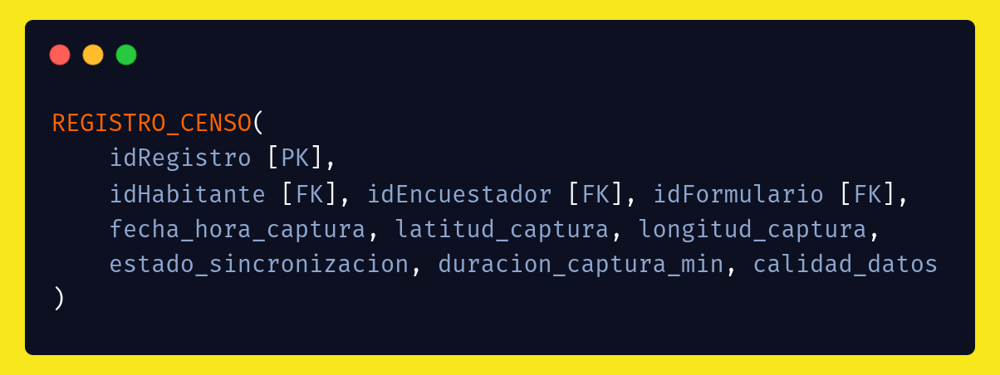 REGISTRO_CENSO(
idRegistro [PK],
idHabitante [FK], idEncuestador [FK], idFormulario [FK],
fecha_hora_captura, latitud_captura, longitud_captura,
estado_sincronizacion, duracion_captura_min, calidad_datos
)